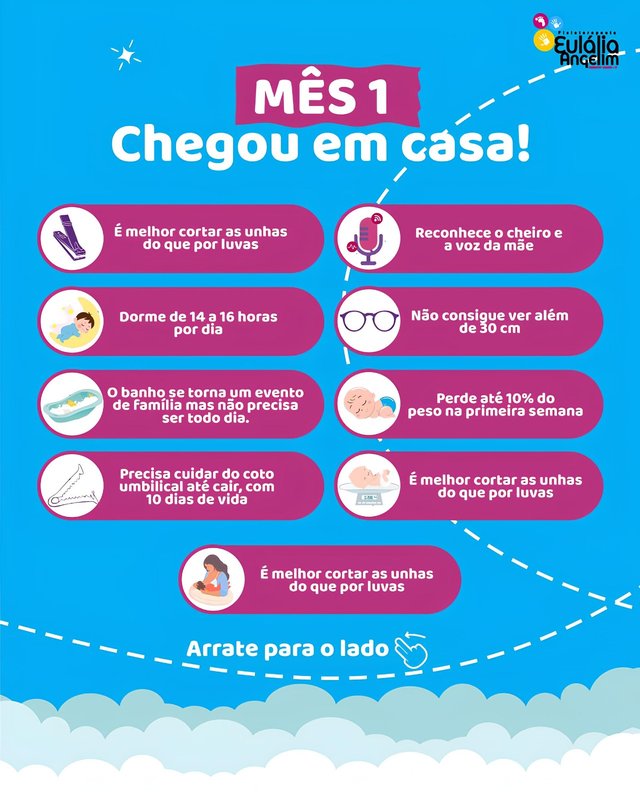 Fisioterapeuta
Eulália
Angelim
MÊS 1
Chegou em casa!
É melhor cortar as unhas
do que por luvas
Reconhece o cheiro e
a voz da mãe
Dorme de 14 a 16 horas
por dia
Não consigue ver além
de 30 cm
O banho se torna um evento
de família mas não precisa
ser todo dia.
Perde até 10% do
peso na primeira semana
Precisa cuidar do coto
umbilical até cair, com
10 dias de vida
É melhor cortar as unhas
do que por luvas
É melhor cortar as unhas
do que por luvas
Arrate para o lado